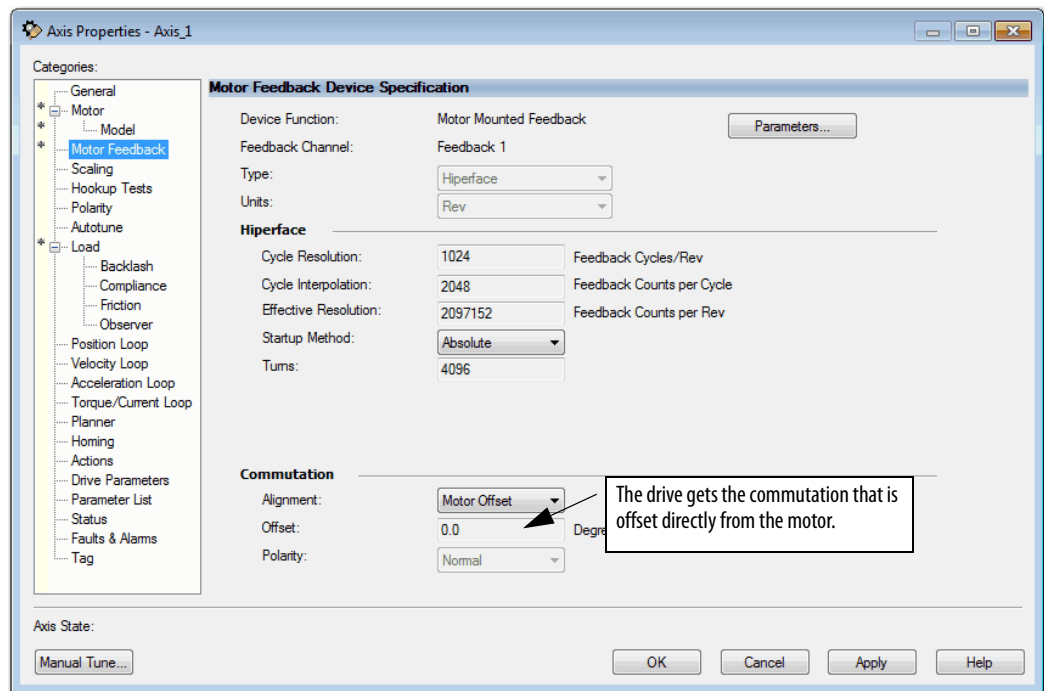 Axis Properties - Axis_1
Categories:
General
* Motor
* Model
* Motor Feedback
Scaling
Hookup Tests
Polarity
Autotune
* Load
Backlash
Compliance
Friction
Observer
Position Loop
Velocity Loop
Acceleration Loop
Torque/Current Loop
Planner
Homing
Actions
Drive Parameters
Parameter List
Status
Faults & Alarms
Tag
Motor Feedback Device Specification
Device Function: Motor Mounted Feedback Parameters...
Feedback Channel: Feedback 1
Type: Hiperface
Units: Rev
Hiperface
Cycle Resolution: 1024 Feedback Cycles/Rev
Cycle Interpolation: 2048 Feedback Counts per Cycle
Effective Resolution: 2097152 Feedback Counts per Rev
Startup Method: Absolute
Turns: 4096
Commutation
Alignment: Motor Offset
Offset: 0.0 Degre
Polarity: Normal
The drive gets the commutation that is
offset directly from the motor.
Axis State:
Manual Tune... OK Cancel Apply Help